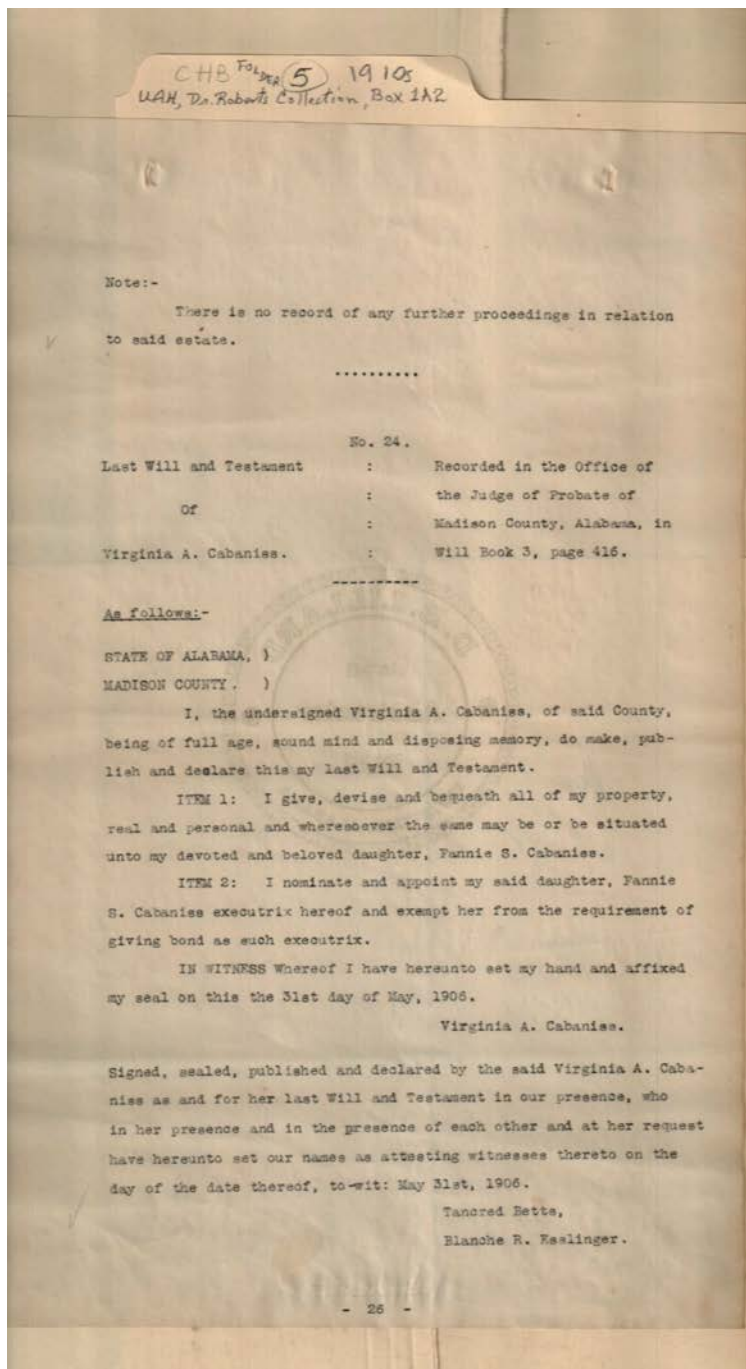 CHB FOLDER 5 1910s
UAH, Dr. Roberts Collection, Box 1A2
Note:-
There is no record of any further proceedings in relation
to said estate.
..........
No. 24.
Last Will and Testament : Recorded in the Office of
: the Judge of Probate of
Of
: Madison County, Alabama, in
Virginia A. Cabaniss. : Will Book 3, page 416.
----------
As follows:-
STATE OF ALABAMA, )
MADISON COUNTY. )
I, the undersigned Virginia A. Cabaniss, of said County,
being of full age, sound mind and disposing memory, do make, pub-
lish and declare this my last Will and Testament.
ITEM 1: I give, devise and bequeath all of my property,
real and personal and wheresoever the same may be or be situated
unto my devoted and beloved daughter, Fannie S. Cabaniss.
ITEM 2: I nominate and appoint my said daughter, Fannie
S. Cabaniss executrix hereof and exempt her from the requirement of
giving bond as such executrix.
IN WITNESS Whereof I have hereunto set my hand and affixed
my seal on this the 31st day of May, 1906.
Virginia A. Cabaniss.
Signed, sealed, published and declared by the said Virginia A. Caba-
niss as and for her last Will and Testament in our presence, who
in her presence and in the presence of each other and at her request
have hereunto set our names as attesting witnesses thereto on the
day of the date thereof, to-wit: May 31st, 1906.
Tancred Betts,
Blanche R. Esslinger.
- 26 -